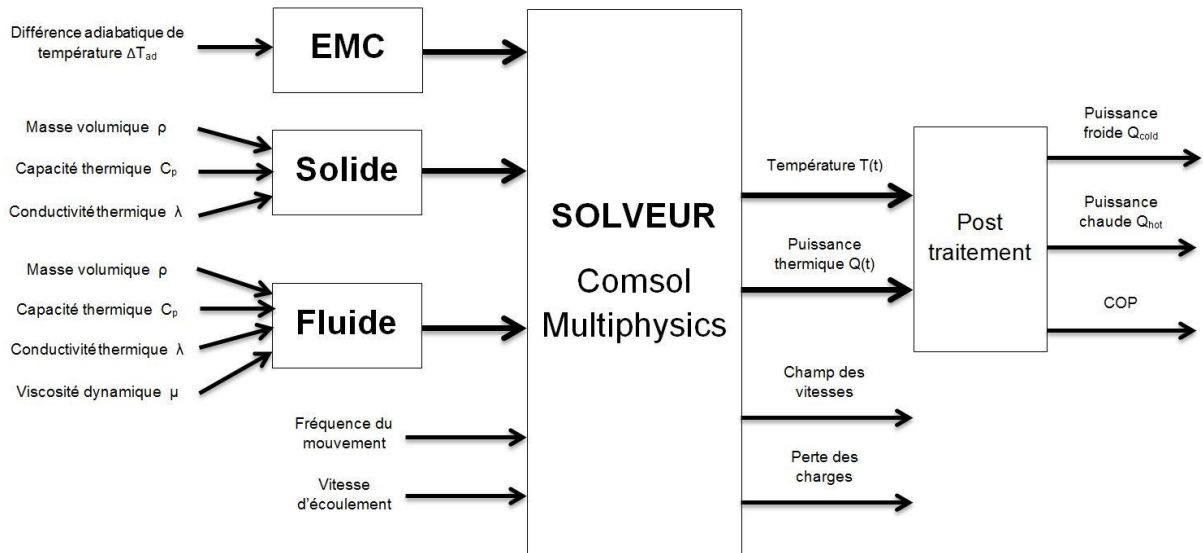 Différence adiabatique de
température ΔTad
EMC
Masse volumique ρ
Capacité thermique Cp
Conductivité thermique λ
Solide
Masse volumique ρ
Capacité thermique Cp
Conductivité thermique λ
Viscosité dynamique μ
Fluide
Fréquence du
mouvement
Vitesse
d'écoulement
SOLVEUR
Comsol
Multiphysics
Température T(t)
Puissance
thermique Q(t)
Champ des
vitesses
Perte des
charges
Post
traitement
Puissance
froide Qcold
Puissance
chaude Qhot
COP